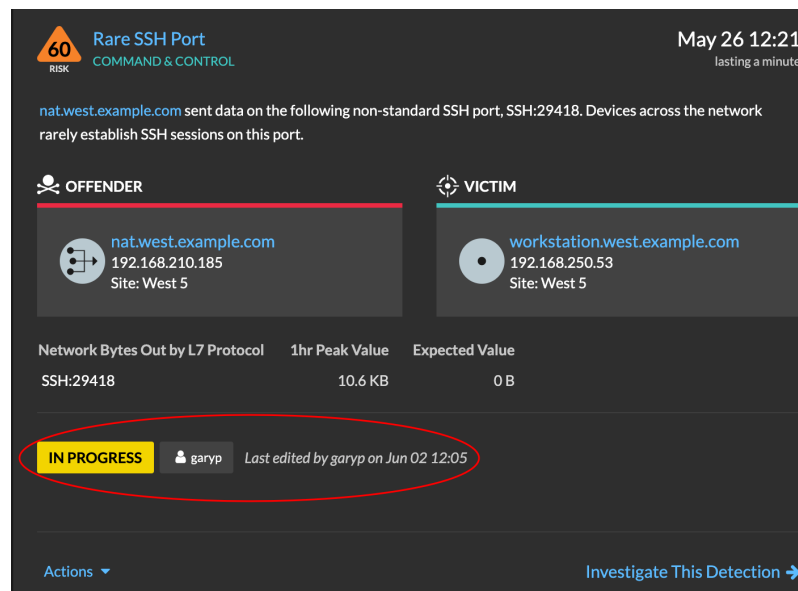 60
RISK
Rare SSH Port
COMMAND & CONTROL
May 26 12:21
lasting a minute
nat.west.example.com sent data on the following non-standard SSH port, SSH:29418. Devices across the network
rarely establish SSH sessions on this port.
OFFENDER
nat.west.example.com
192.168.210.185
Site: West 5
VICTIM
workstation.west.example.com
192.168.250.53
Site: West 5
Network Bytes Out by L7 Protocol 1hr Peak Value Expected Value
SSH:29418 10.6 KB 0 B
IN PROGRESS garyp Last edited by garyp on Jun 02 12:05
Actions Investigate This Detection